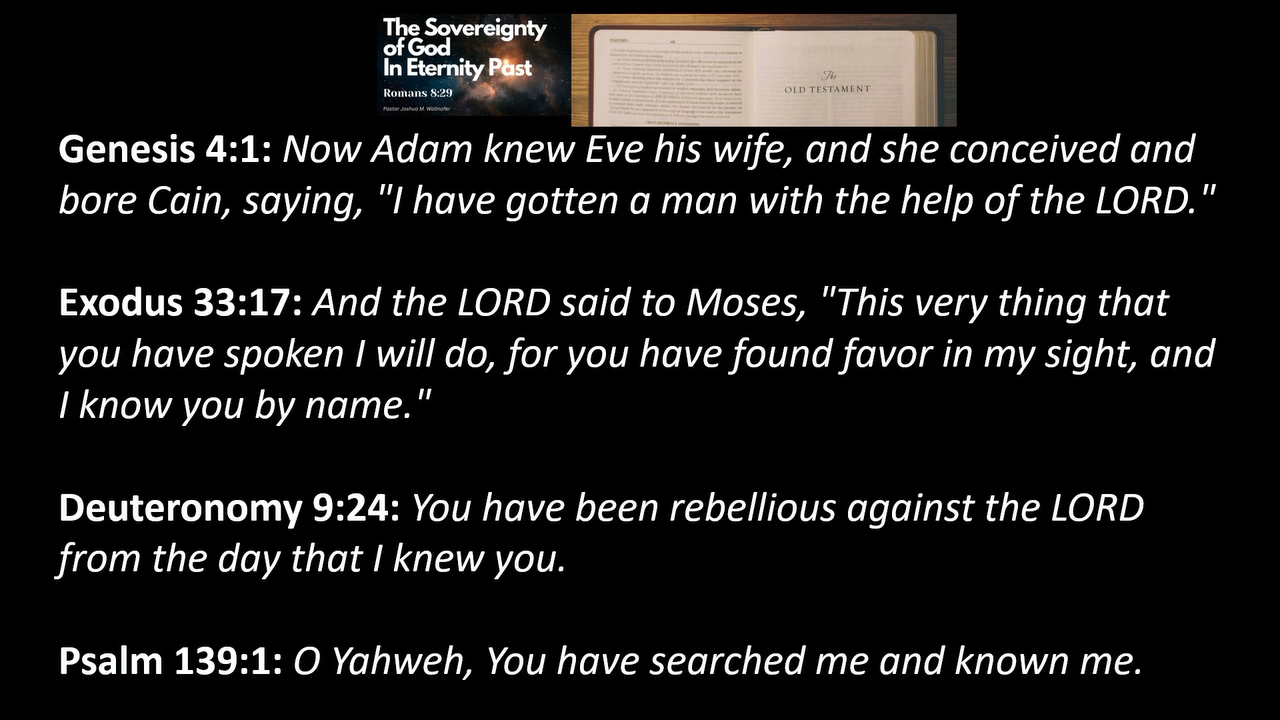 The Sovereignty
of God
In Eternity Past
Romans 8:29
Pastor Joshua M. Wallnofer
The
OLD TESTAMENT
Genesis 4:1: Now Adam knew Eve his wife, and she conceived and
bore Cain, saying, "I have gotten a man with the help of the LORD."
Exodus 33:17: And the LORD said to Moses, "This very thing that
you have spoken I will do, for you have found favor in my sight, and
I know you by name."
Deuteronomy 9:24: You have been rebellious against the LORD
from the day that I knew you.
Psalm 139:1: O Yahweh, You have searched me and known me.